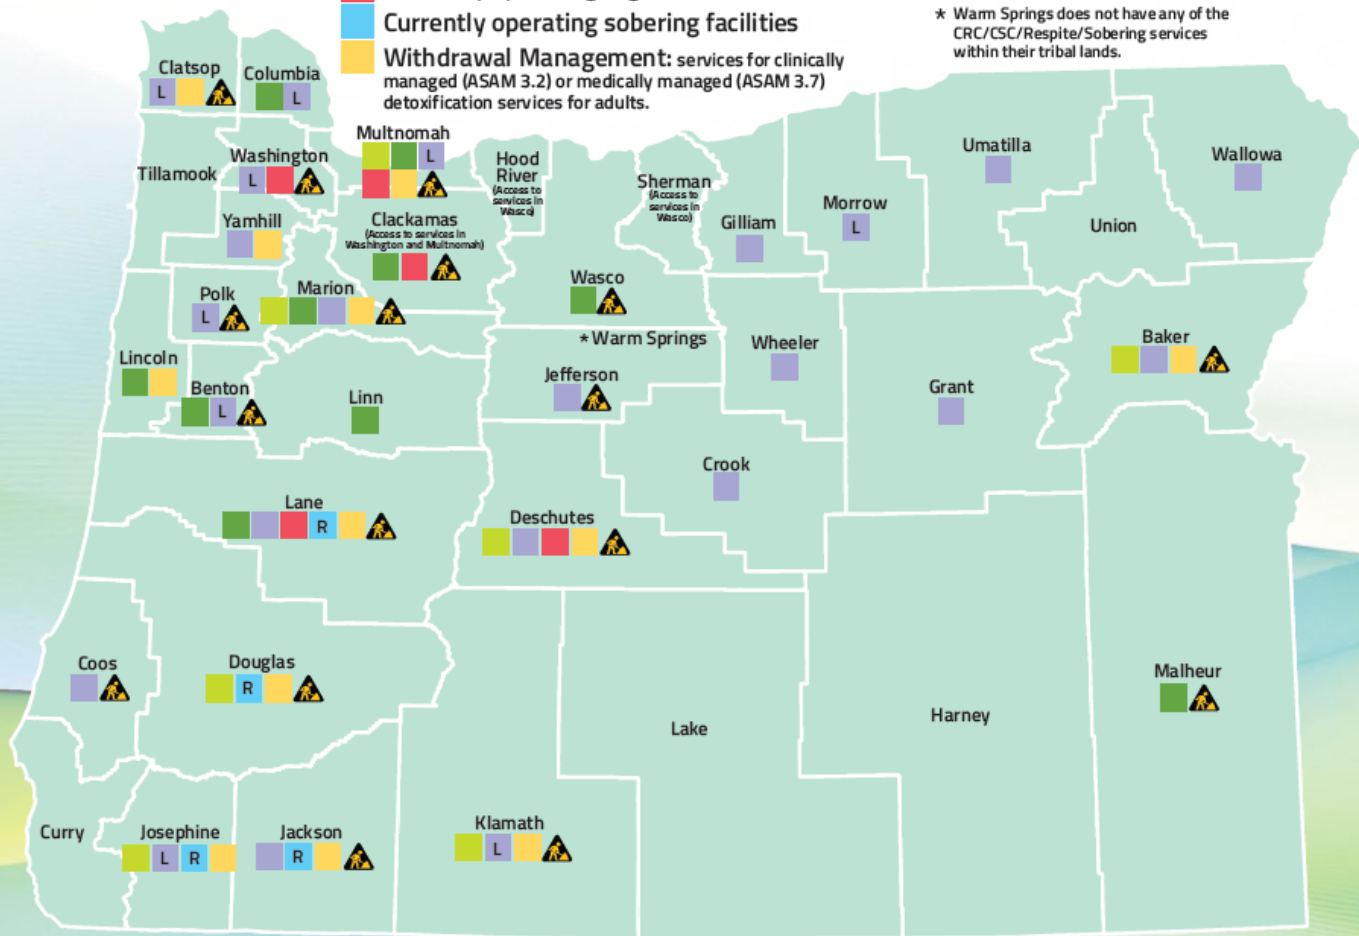 Currently operating sobering facilities
Withdrawal Management: services for clinically
managed (ASAM 3.2) or medically managed (ASAM 3.7)
detoxification services for adults.
* Warm Springs does not have any of the
CRC/CSC/Respite/Sobering services
within their tribal lands.
Clatsop
L
Columbia
L
Multnomah
L
Tillamook
Washington
L
Hood
River
(Access to
services in
Wasco)
Sherman
(Access to
services in
Wasco)
Gilliam
Morrow
L
Umatilla
Wallowa
Union
Yamhill
Clackamas
(Access to services in
Washington and Multnomah)
Polk
L
Marion
Wasco
*Warm Springs
Jefferson
Wheeler
Grant
Baker
Lincoln
Benton
L
Linn
Crook
Lane
R
Deschutes
Coos
Douglas
R
Lake
Harney
Malheur
Curry
Josephine
L R
Jackson
R
Klamath
L